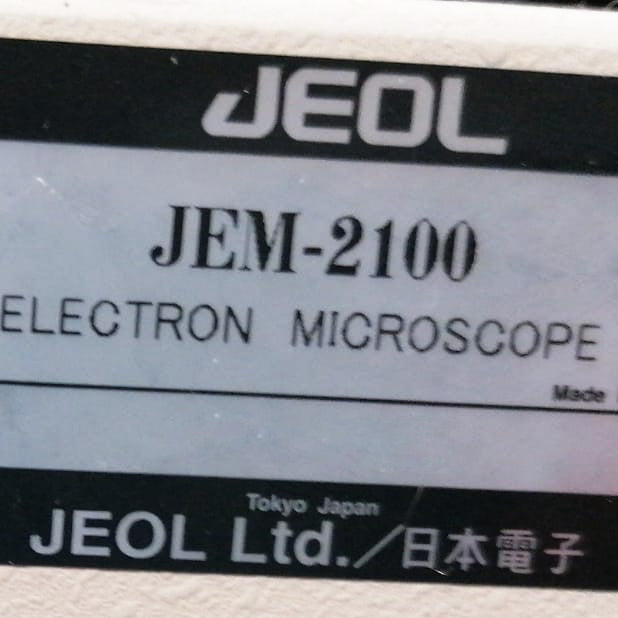 JEOL
JEM-2100
ELECTRON MICROSCOPE
Made
Tokyo Japan
JEOL Ltd./日本電子